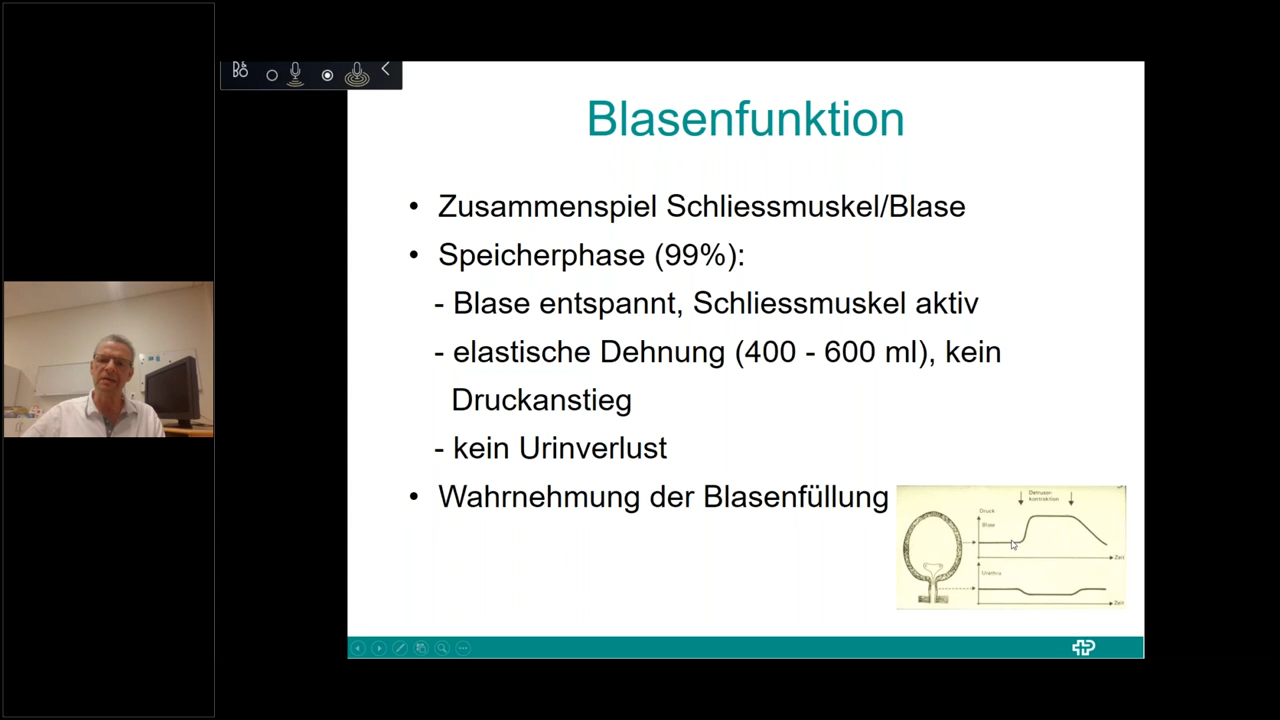 Blasenfunktion
• Zusammenspiel Schliessmuskel/Blase
• Speicherphase (99%):
- Blase entspannt, Schliessmuskel aktiv
- elastische Dehnung (400 - 600 ml), kein
Druckanstieg
- kein Urinverlust
• Wahrnehmung der Blasenfüllung
Detrusor-
kontraktion
Druck
Blase
Zeit
Urethra
Zeit